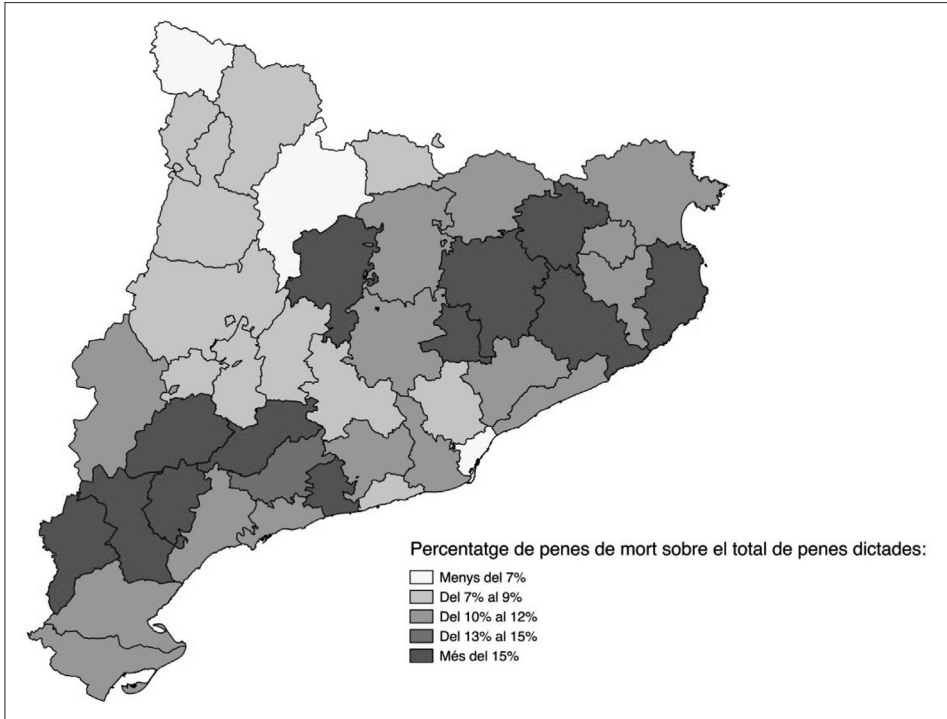 Percentatge de penes de mort sobre el total de penes dictades:
Menys del 7%
Del 7% al 9%
Del 10% al 12%
Del 13% al 15%
Més del 15%